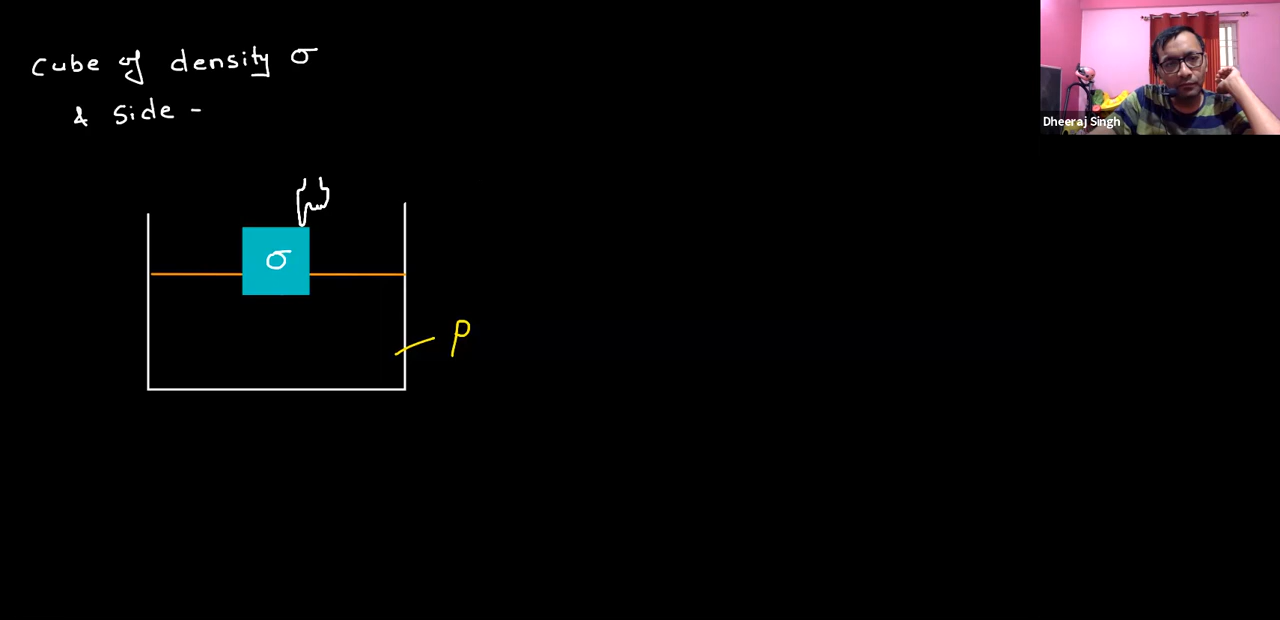 Cube of density σ
& Side -
σ
ρ
Dheeraj Singh